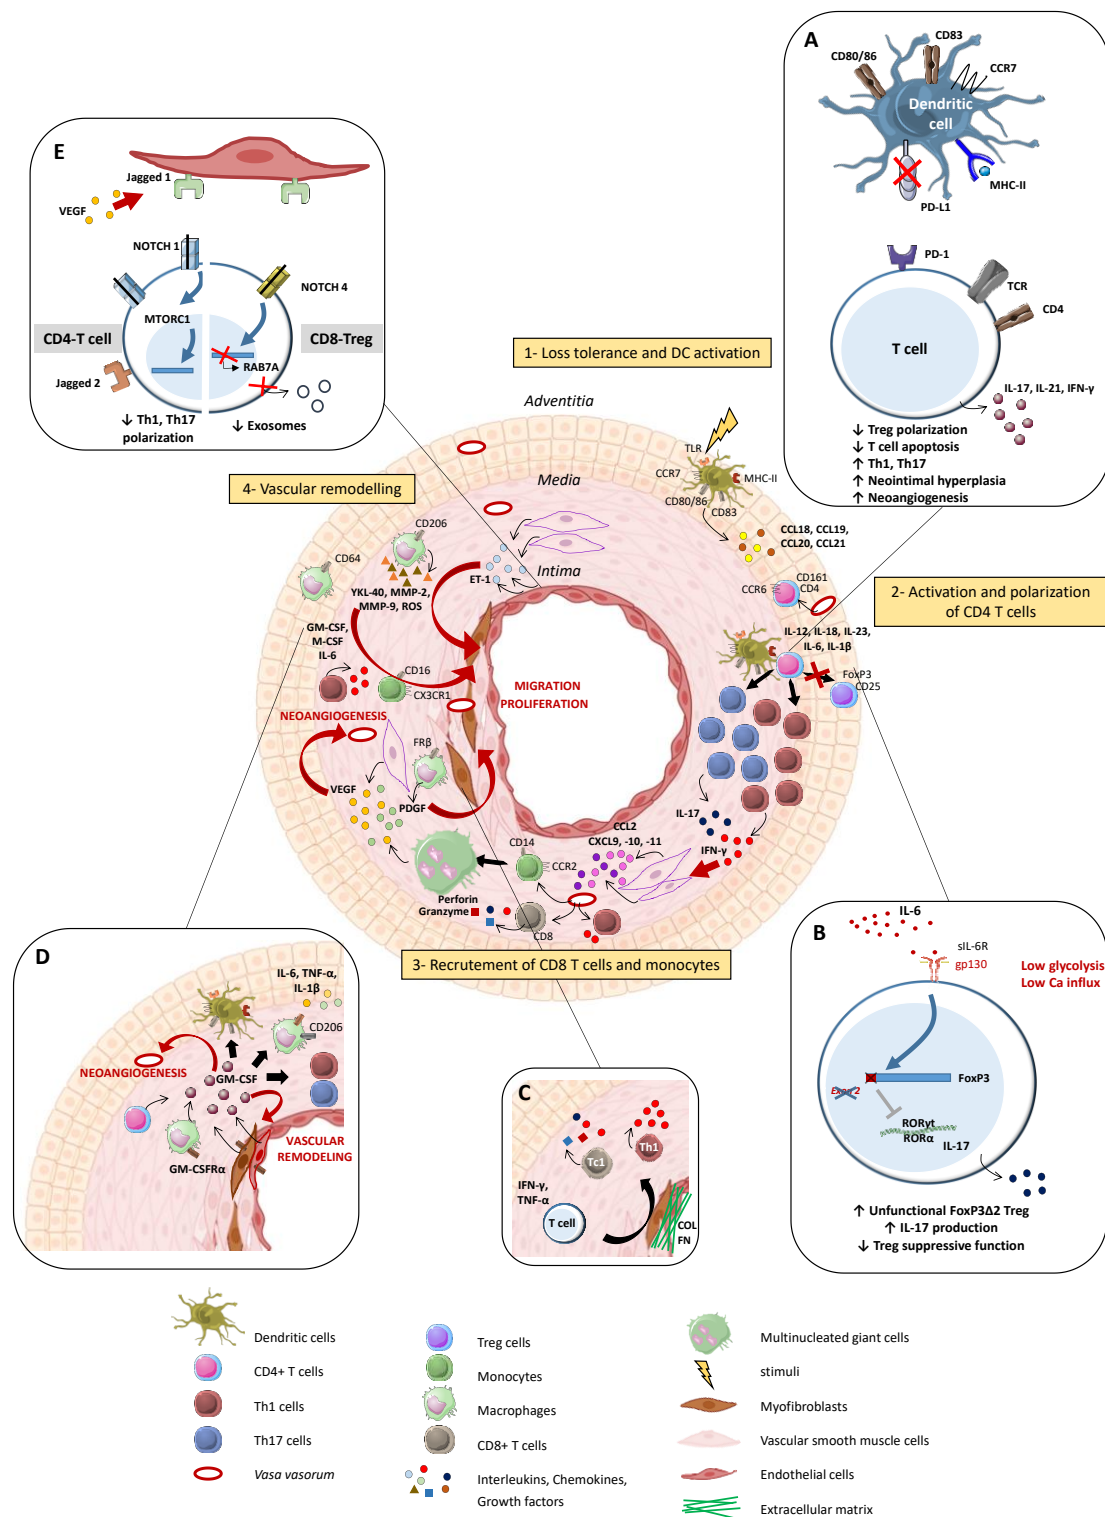 A
CD83
CD80/86
CCR7
Dendritic
cell
MHC-II
PD-L1
PD-1
TCR
CD4
T cell
IL-17, IL-21, IFN-γ
↓ Treg polarization
↓ T cell apoptosis
↑ Th1, Th17
↑ Neointimal hyperplasia
↑ Neoangiogenesis
E
Jagged 1
VEGF
NOTCH 1
NOTCH 4
MTORC1
CD4-T cell
CD8-Treg
RAB7A
Jagged 2
↓ Th1, Th17
polarization
↓ Exosomes
1- Loss tolerance and DC activation
Adventitia
TLR
CCR7
MHC-II
CD80/86
CD83
4- Vascular remodelling
Media
CCL18, CCL19,
CCL20, CCL21
CD206
CD64
ET-1
Intima
YKL-40, MMP-2,
MMP-9, ROS
CD161
CCR6
CD4
2- Activation and polarization
of CD4 T cells
GM-CSF,
M-CSF
IL-6
IL-12, IL-18, IL-23,
IL-6, IL-1β
FoxP3
CD25
CD16
CX3CR1
MIGRATION
PROLIFERATION
NEOANGIOGENESIS
FRβ
VEGF
PDGF
IL-17
IFN-γ
CCL2
CXCL9, -10, -11
CD14
CCR2
Perforin
Granzyme
CD8
3- Recrutement of CD8 T cells and monocytes
B
IL-6
sIL-6R
gp130
Low glycolysis
Low Ca influx
FoxP3
Exon 2
RORγt
RORα
IL-17
↑ Unfunctional FoxP3Δ2 Treg
↑ IL-17 production
↓ Treg suppressive function
D
IL-6, TNF-α,
IL-1β
CD206
NEOANGIOGENESIS
GM-CSF
GM-CSFRα
VASCULAR
REMODELING
C
Tc1
Th1
IFN-γ,
TNF-α
T cell
COL
FN
Dendritic cells
CD4+ T cells
Th1 cells
Th17 cells
Vasa vasorum
Treg cells
Monocytes
Macrophages
CD8+ T cells
Interleukins, Chemokines,
Growth factors
Multinucleated giant cells
stimuli
Myofibroblasts
Vascular smooth muscle cells
Endothelial cells
Extracellular matrix